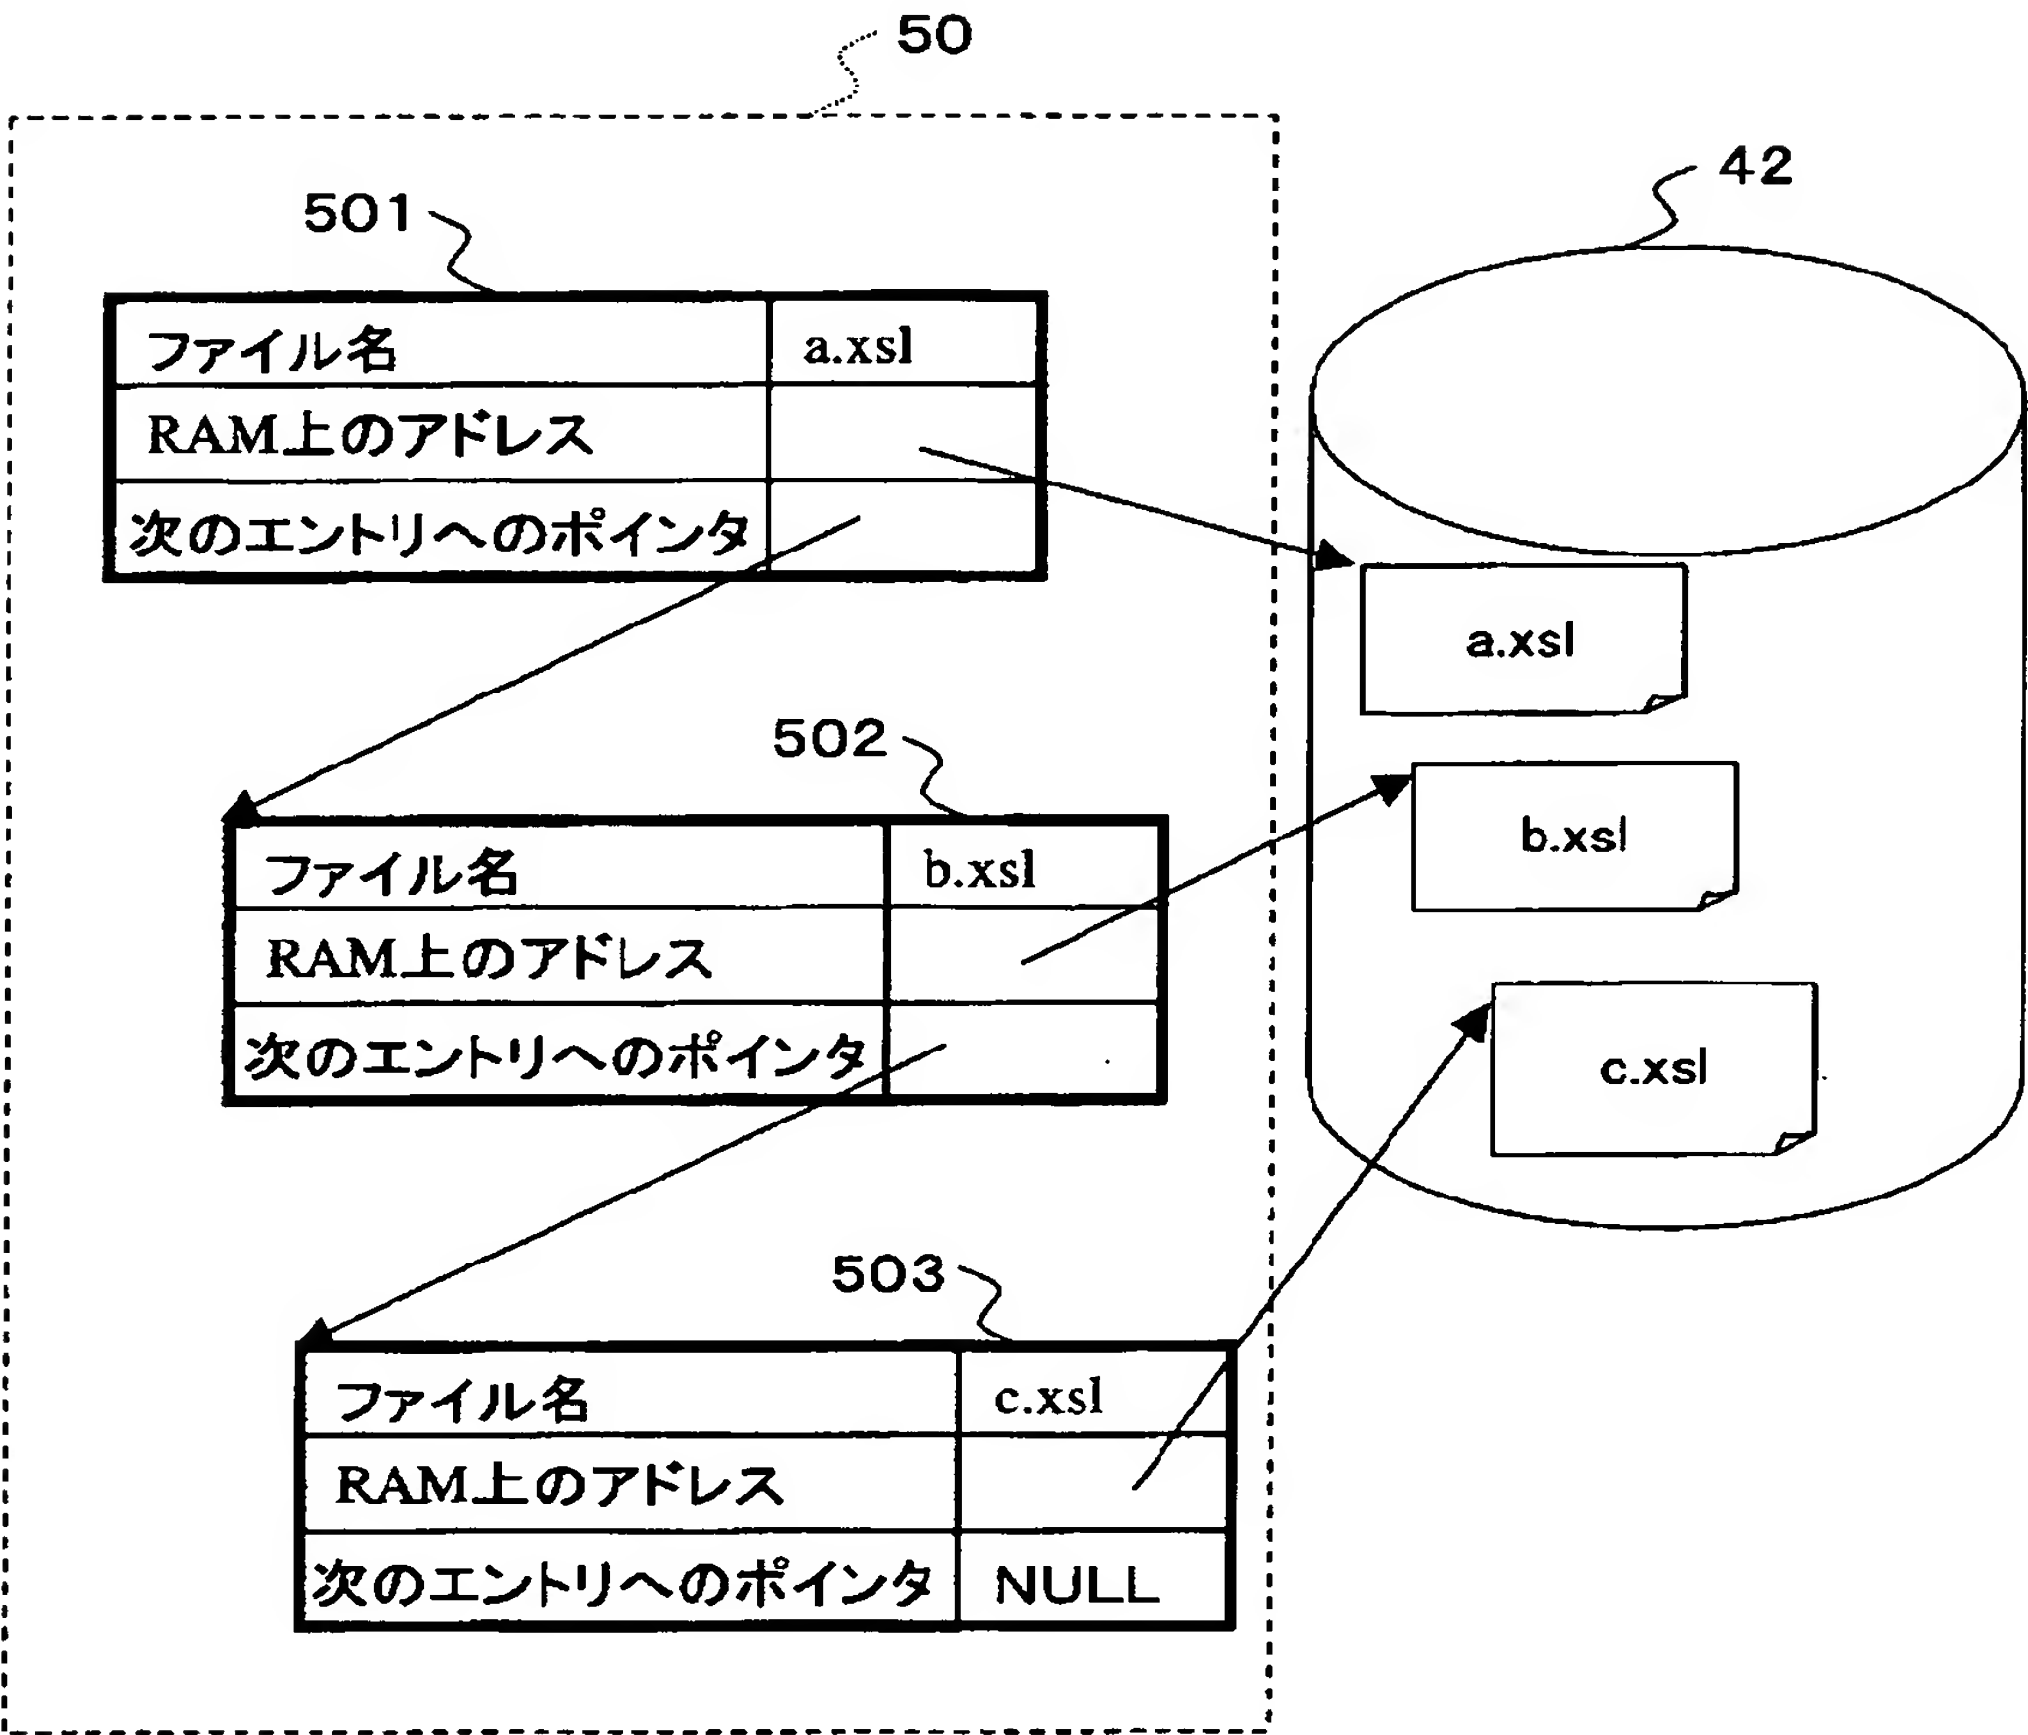 50
42
501
ファイル名 a.xsl
RAM上のアドレス
次のエントリへのポインタ
a.xsl
502
b.xsl
ファイル名 b.xsl
RAM上のアドレス
次のエントリへのポインタ
c.xsl
503
ファイル名 c.xsl
RAM上のアドレス
次のエントリへのポインタ NULL